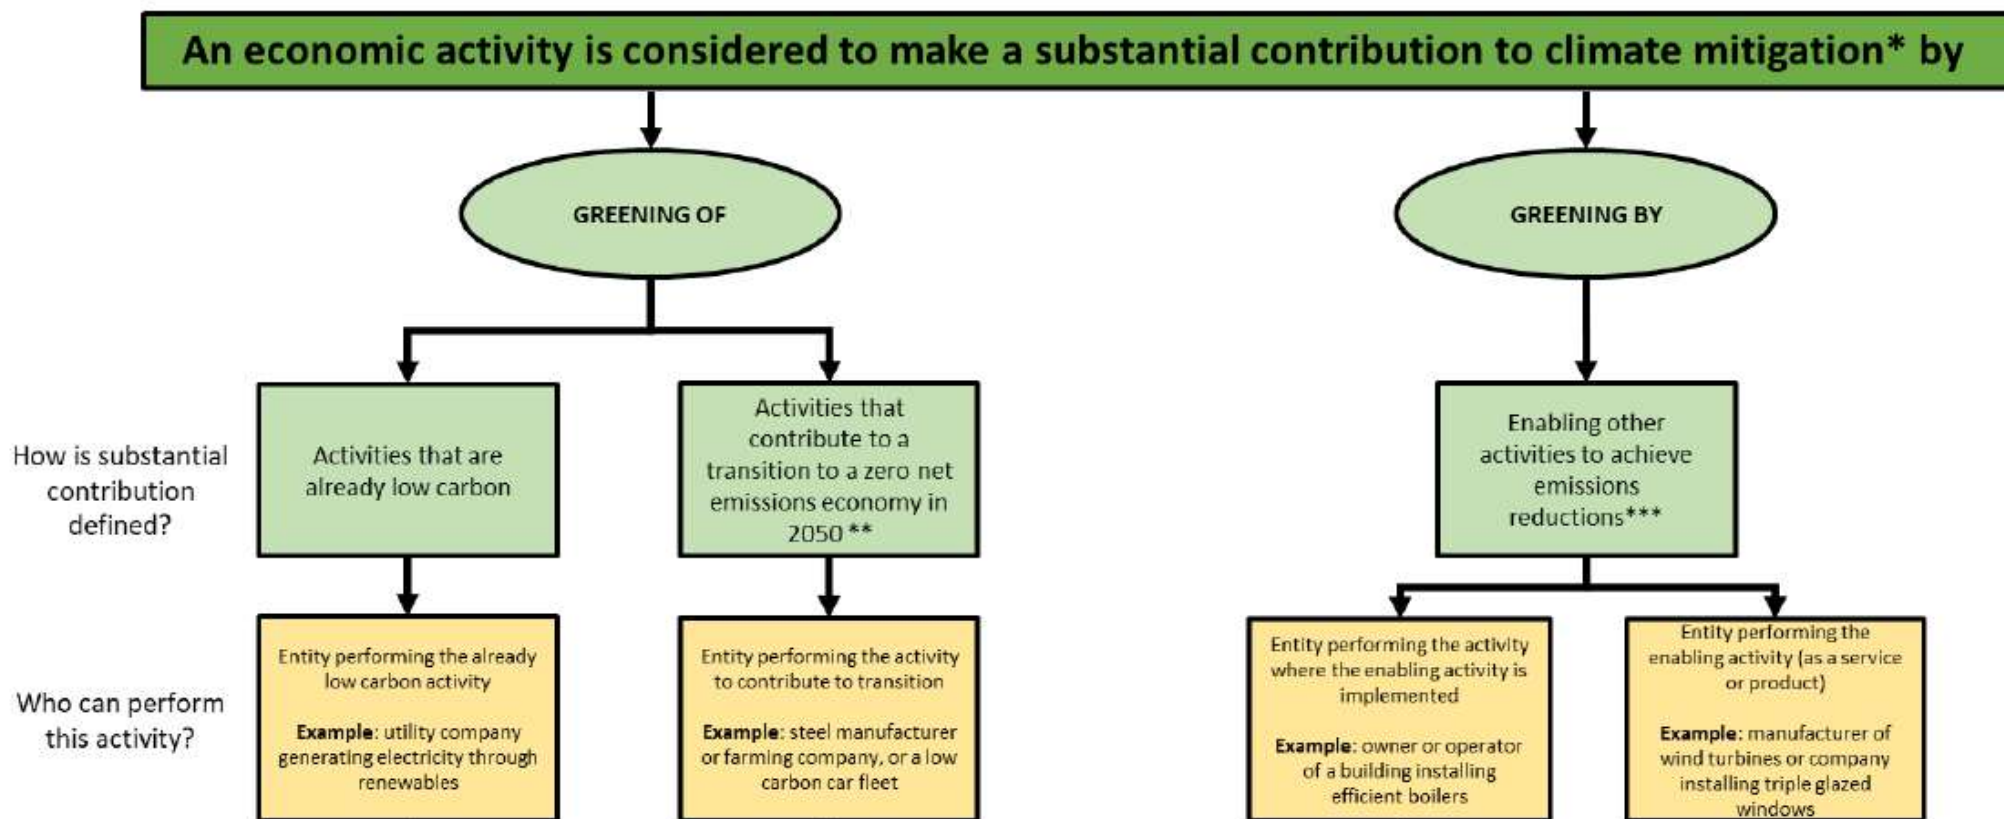 An economic activity is considered to make a substantial contribution to climate mitigation* by
GREENING OF
GREENING BY
How is substantial
contribution
defined?
Activities that are
already low carbon
Activities that
contribute to a
transition to a zero net
emissions economy in
2050 **
Enabling other
activities to achieve
emissions
reductions***
Who can perform
this activity?
Entity performing the already
low carbon activity
Example: utility company
generating electricity through
renewables
Entity performing the activity
to contribute to transition
Example: steel manufacturer
or farming company, or a low
carbon car fleet
Entity performing the activity
where the enabling activity is
implemented
Example: owner or operator
of a building installing
efficient boilers
Entity performing the
enabling activity (as a service
or product)
Example: manufacturer of
wind turbines or company
installing triple glazed
windows